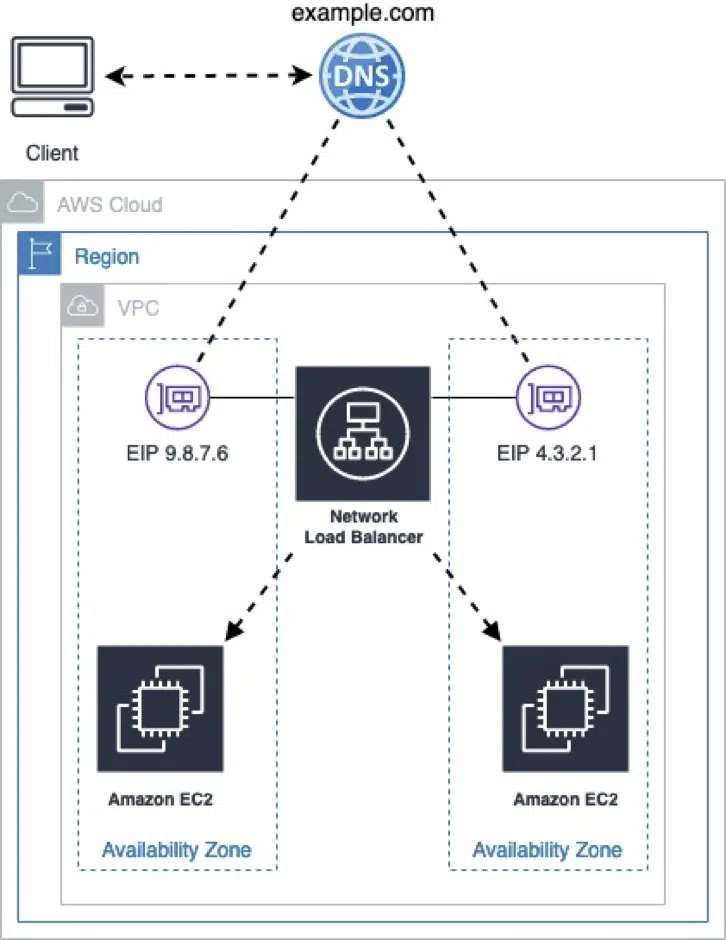 example.com
DNS
Client
AWS Cloud
Region
VPC
EIP 9.8.7.6
EIP 4.3.2.1
Network
Load Balancer
Amazon EC2
Amazon EC2
Availability Zone
Availability Zone